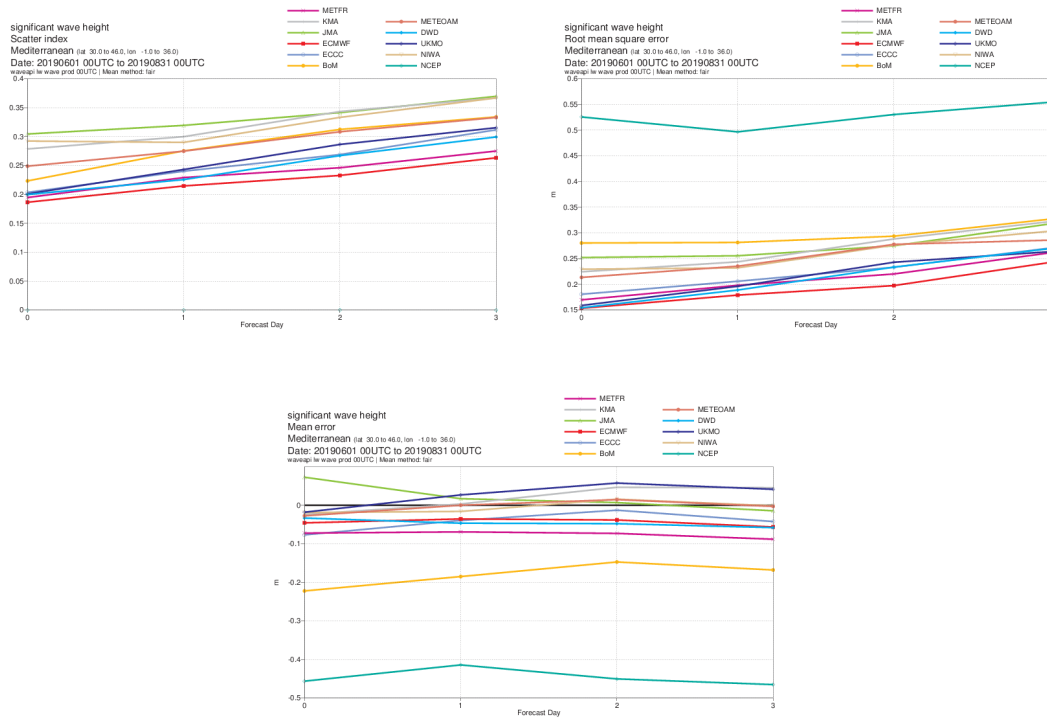 significant wave height
Scatter index
Mediterranean (lat 30.0 to 46.0, lon -1.0 to 36.0)
Date: 20190601 00UTC to 20190831 00UTC
waveapi lw wave prod 00UTC | Mean method: fair
METFR
KMA
JMA
ECMWF
ECCC
BoM
METEOAM
DWD
UKMO
NIWA
NCEP
0.4
0.35
0.3
0.25
0.2
0.15
0.1
0.05
0
0 1 2 3
Forecast Day
significant wave height
Root mean square error
Mediterranean (lat 30.0 to 46.0, lon -1.0 to 36.0)
Date: 20190601 00UTC to 20190831 00UTC
waveapi lw wave prod 00UTC | Mean method: fair
METFR
KMA
JMA
ECMWF
ECCC
BoM
METEOAM
DWD
UKMO
NIWA
NCEP
0.6
0.55
0.5
0.45
0.4
0.35
0.3
0.25
0.2
0.15
m
0 1 2
Forecast Day
significant wave height
Mean error
Mediterranean (lat 30.0 to 46.0, lon -1.0 to 36.0)
Date: 20190601 00UTC to 20190831 00UTC
waveapi lw wave prod 00UTC | Mean method: fair
METFR
KMA
JMA
ECMWF
ECCC
BoM
METEOAM
DWD
UKMO
NIWA
NCEP
0
-0.1
-0.2
-0.3
-0.4
-0.5
m
0 1 2 3
Forecast Day